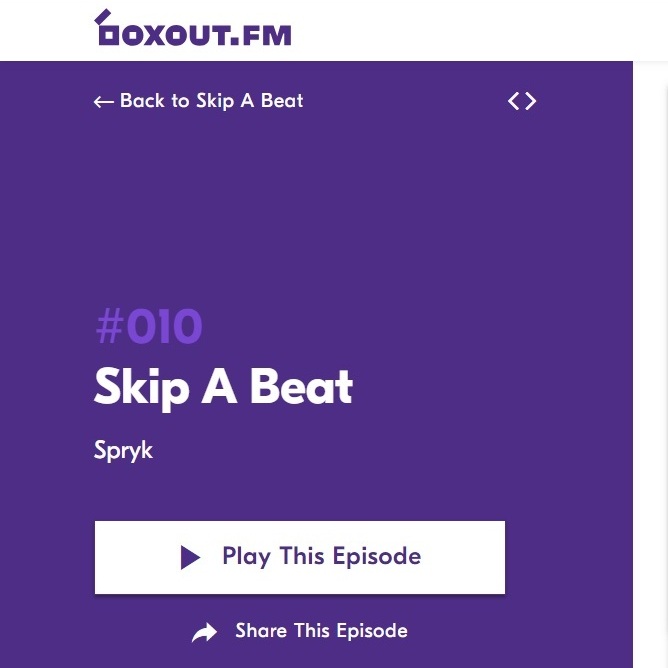 boxout.fm
← Back to Skip A Beat
#010
Skip A Beat
Spryk
Play This Episode
Share This Episode